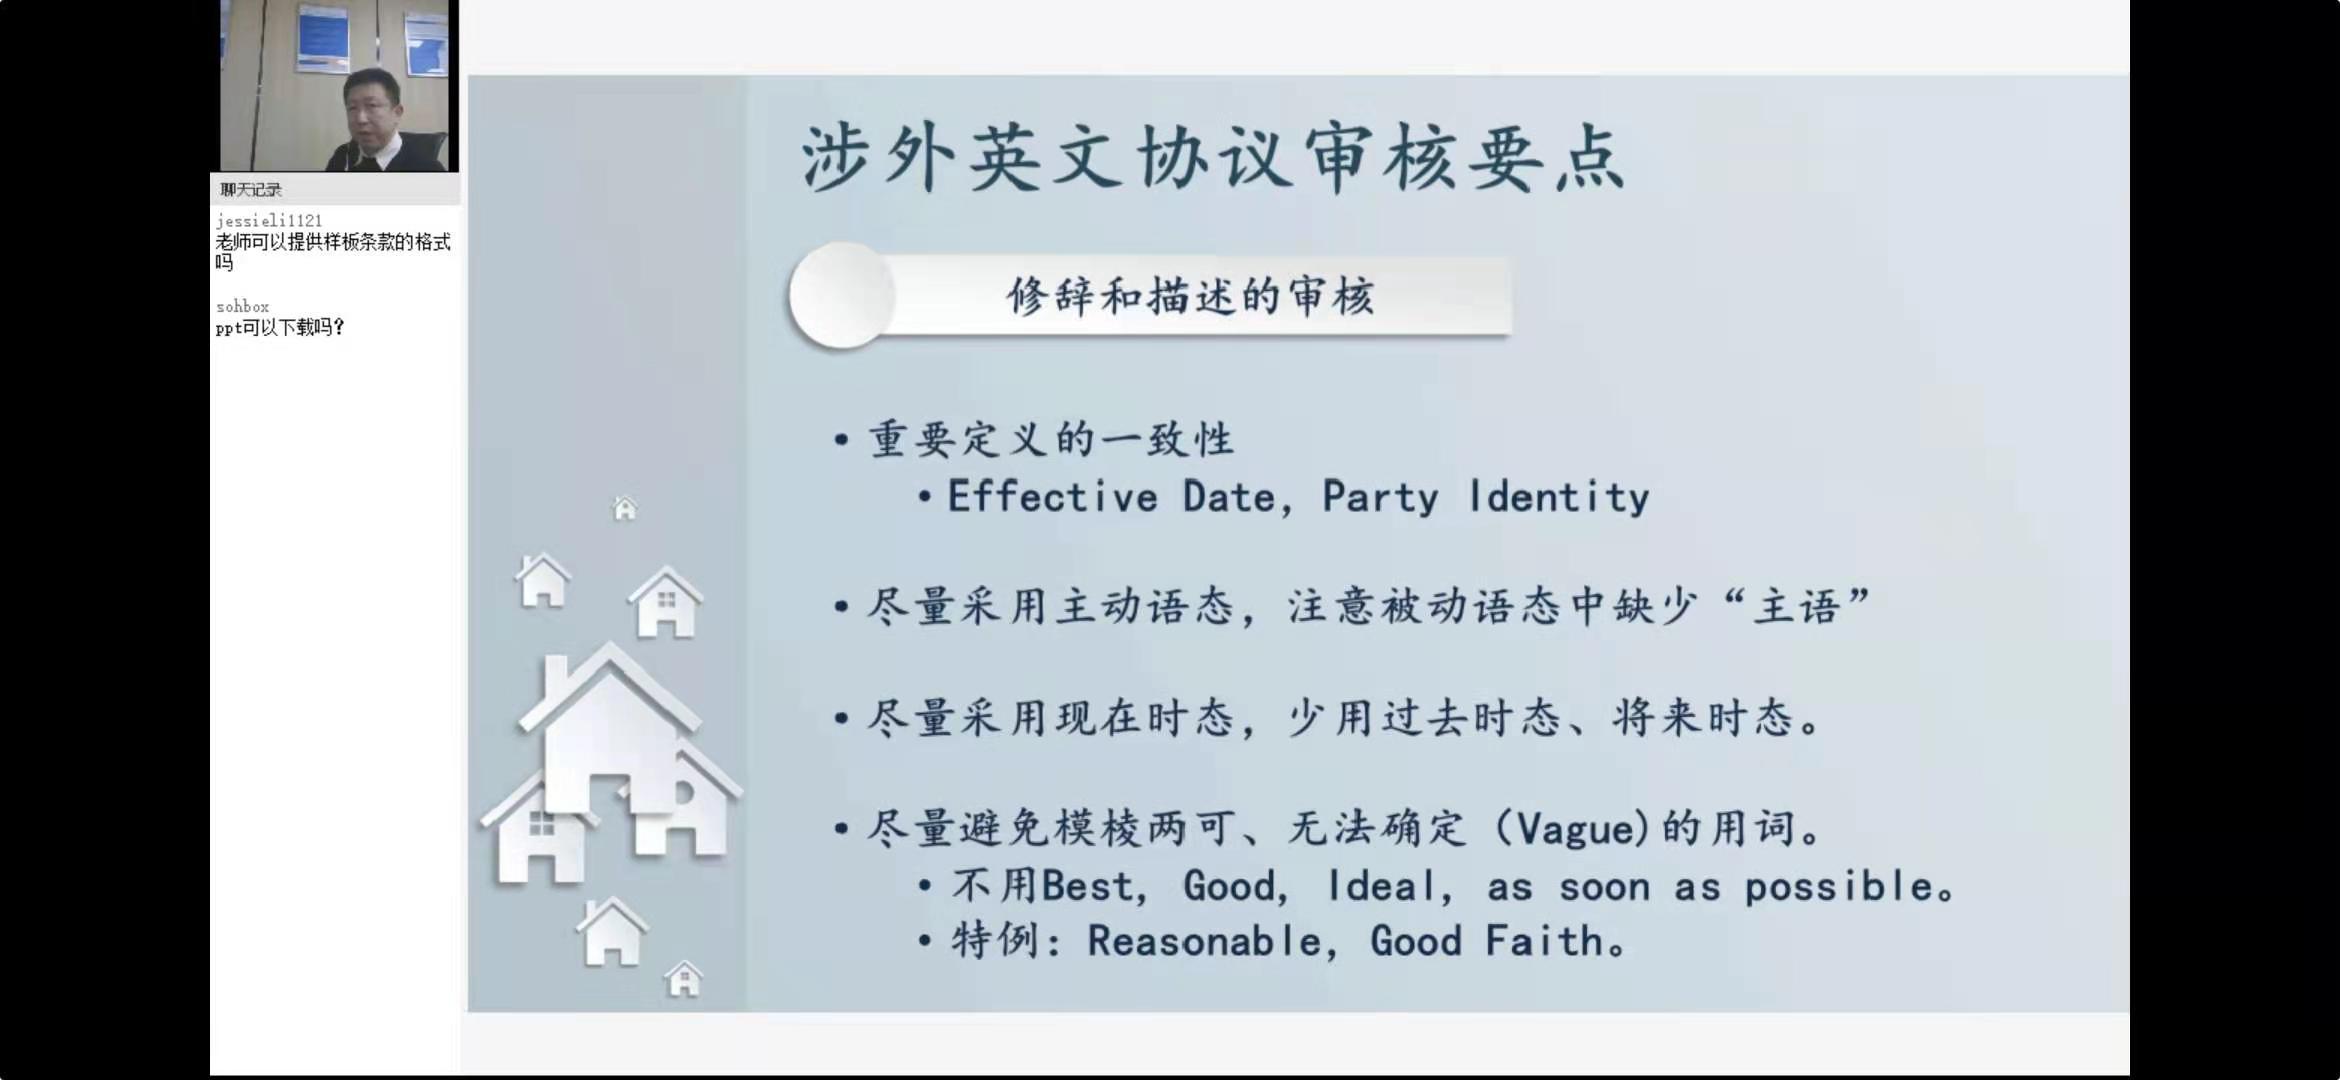 聊天记录
jessieli1121
老师可以提供样板条款的格式
吗
sohbox
ppt可以下载吗?
涉外英文协议审核要点
修辞和描述的审核
• 重要定义的一致性
• Effective Date, Party Identity
• 尽量采用主动语态，注意被动语态中缺少“主语”
• 尽量采用现在时态，少用过去时态、将来时态。
• 尽量避免模棱两可、无法确定（Vague)的用词。
• 不用Best, Good, Ideal, as soon as possible。
• 特例：Reasonable, Good Faith。